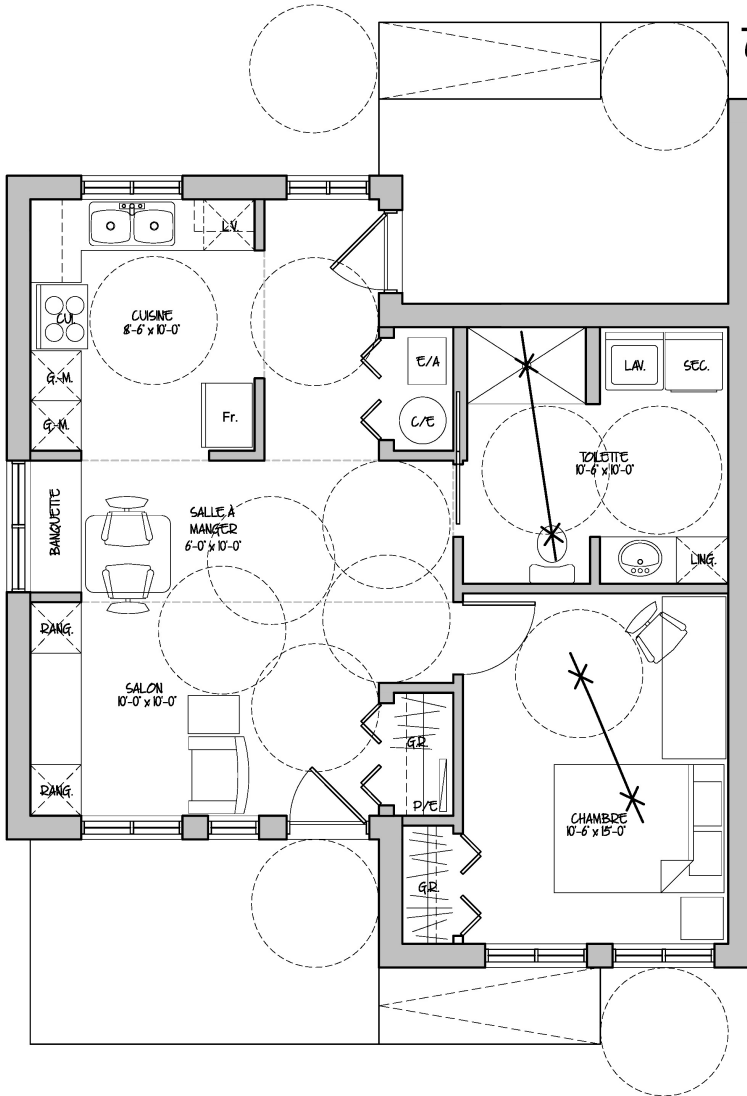 L.V.
CUI.
CUISINE
8'-6" x 10'-0"
G.-M.
G.-M.
Fr.
E/A
C/E
LAV.
SEC.
TOILETTE
10'-6" x 10'-0"
LING.
BANQUETTE
SALLE À
MANGER
6'-0" x 10'-0"
RANG.
SALON
10'-0" x 10'-0"
RANG.
G.R.
P/E
G.R.
CHAMBRE
10'-6" x 15'-0"